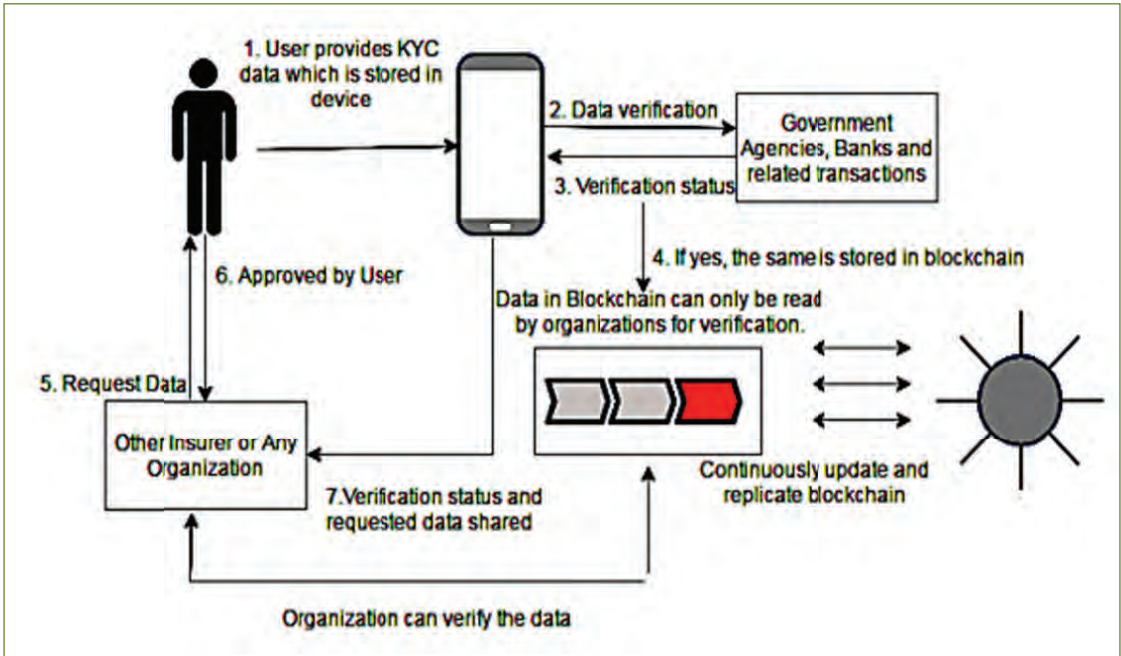 1. User provides KYC
data which is stored in
device
2. Data verification
Government
Agencies, Banks and
related transactions
3. Verification status
4. If yes, the same is stored in blockchain
6. Approved by User
Data in Blockchain can only be read
by organizations for verification.
5. Request Data
Other Insurer or Any
Organization
Continuously update and
replicate blockchain
7.Verification status and
requested data shared
Organization can verify the data